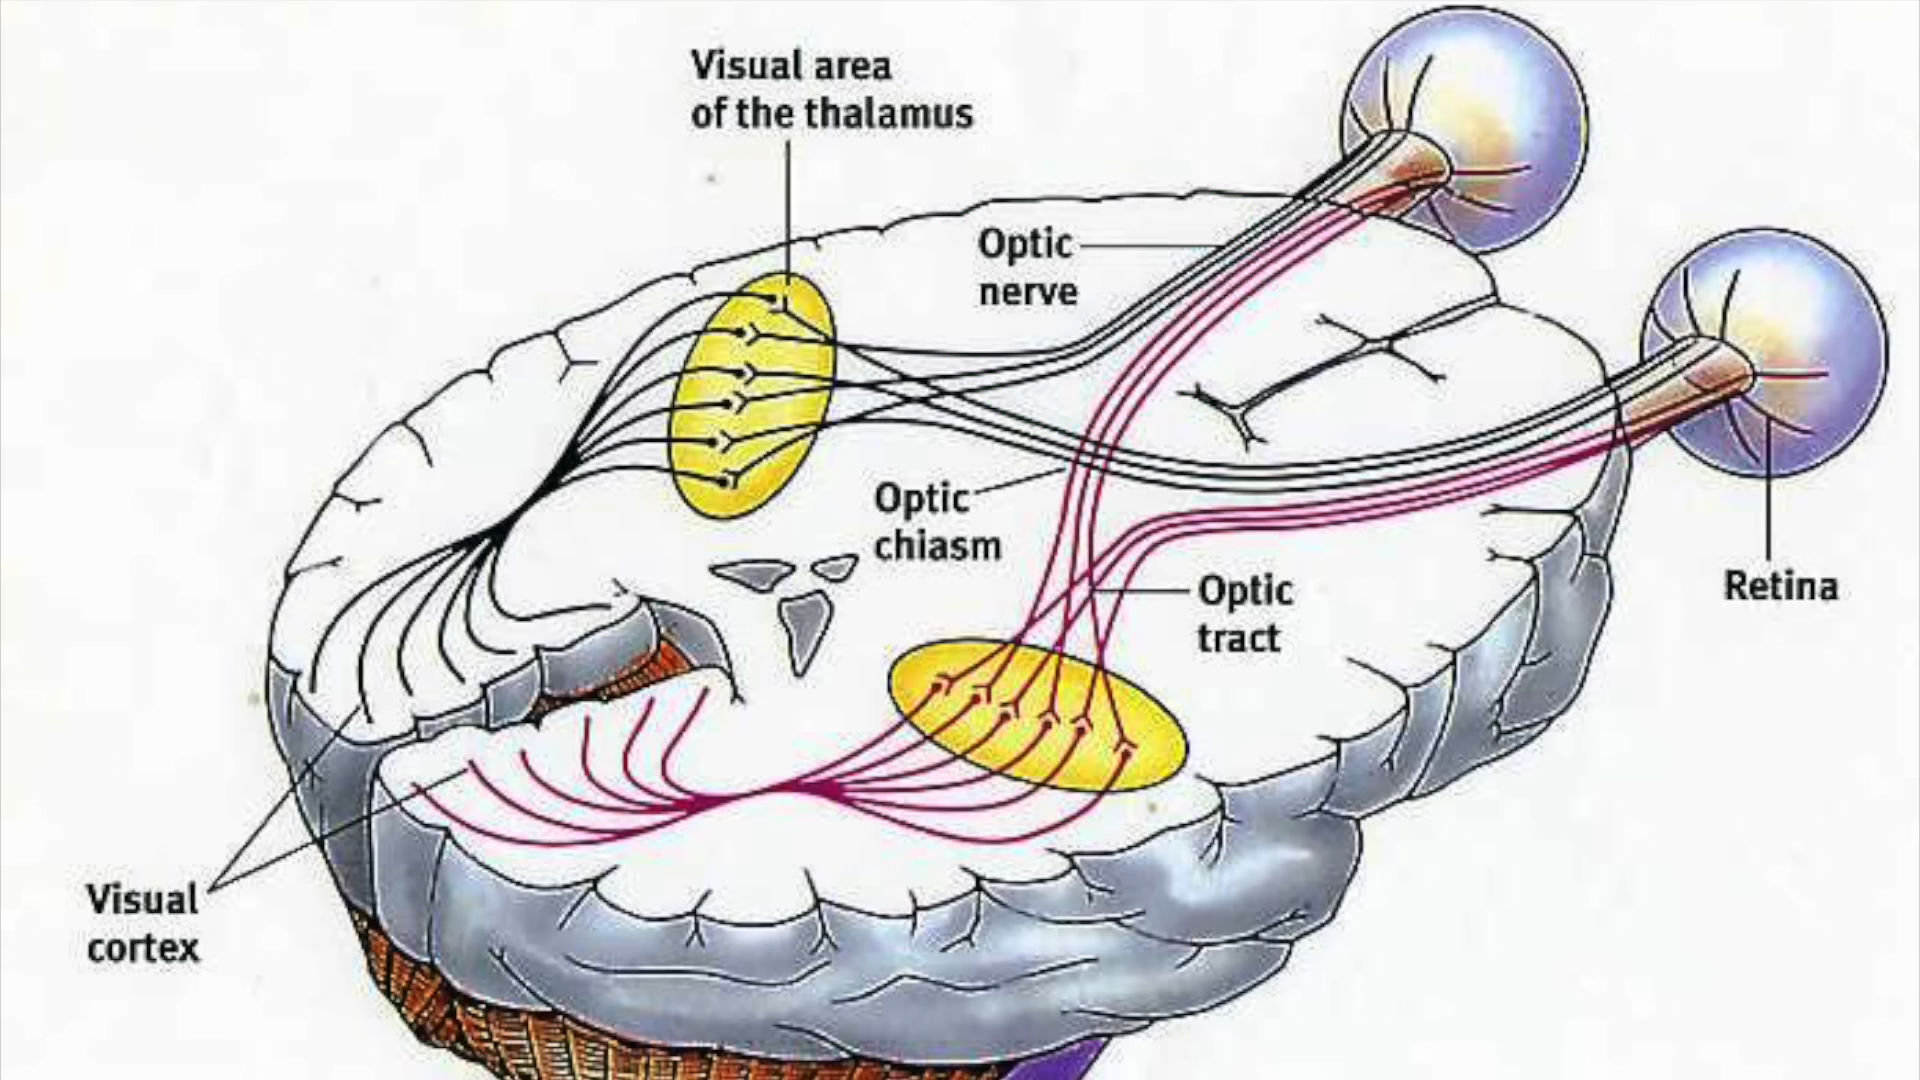 Visual area
of the thalamus
Optic
nerve
Optic
chiasm
Optic
tract
Retina
Visual
cortex